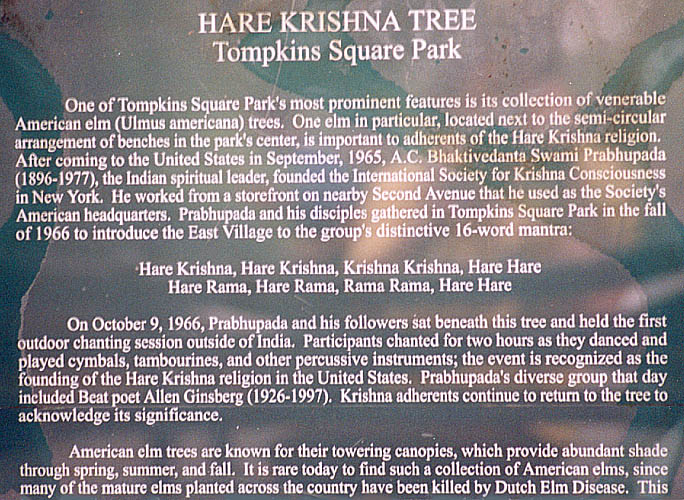 HARE KRISHNA TREE
Tompkins Square Park
One of Tompkins Square Park's most prominent features is its collection of venerable
American elm (Ulmus americana) trees. One elm in particular, located next to the semi-circular
arrangement of benches in the park's center, is important to adherents of the Hare Krishna religion.
After coming to the United States in September, 1965, A.C. Bhaktivedanta Swami Prabhupada
(1896-1977), the Indian spiritual leader, founded the International Society for Krishna Consciousness
in New York. He worked from a storefront on nearby Second Avenue that he used as the Society's
American headquarters. Prabhupada and his disciples gathered in Tompkins Square Park in the fall
of 1966 to introduce the East Village to the group's distinctive 16-word mantra:
Hare Krishna, Hare Krishna, Krishna Krishna, Hare Hare
Hare Rama, Hare Rama, Rama Rama, Hare Hare
On October 9, 1966, Prabhupada and his followers sat beneath this tree and held the first
outdoor chanting session outside of India. Participants chanted for two hours as they danced and
played cymbals, tambourines, and other percussive instruments; the event is recognized as the
founding of the Hare Krishna religion in the United States. Prabhupada's diverse group that day
included Beat poet Allen Ginsberg (1926-1997). Krishna adherents continue to return to the tree to
acknowledge its significance.
American elm trees are known for their towering canopies, which provide abundant shade
through spring, summer, and fall. It is rare today to find such a collection of American elms, since
many of the mature elms planted across the country have been killed by Dutch Elm Disease. This